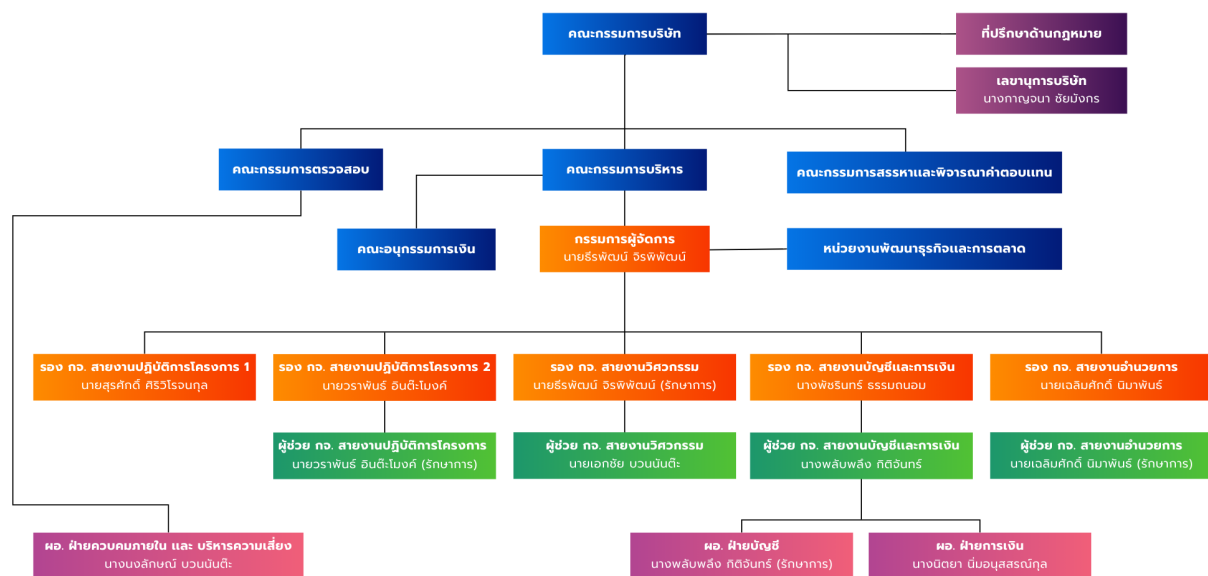 คณะกรรมการบริษัท
ที่ปรึกษาด้านกฎหมาย
เลขานุการบริษัท
นางกาญจนา ชัยมังกร
คณะกรรมการตรวจสอบ
คณะกรรมการบริหาร
คณะกรรมการสรรหาและพิจารณาค่าตอบแทน
คณะอนุกรรมการเงิน
กรรมการผู้จัดการ
นายธีรพัฒน์ จิรพิพัฒน์
หน่วยงานพัฒนาธุรกิจและการตลาด
รอง กจ. สายงานปฏิบัติการโครงการ 1
นายสุรศักดิ์ ศิริวิโรจนกุล
รอง กจ. สายงานปฏิบัติการโครงการ 2
นายวราพันธ์ อินต๊ะโมงค์
รอง กจ. สายงานวิศวกรรม
นายธีรพัฒน์ จิรพิพัฒน์ (รักษาการ)
รอง กจ. สายงานบัญชีและการเงิน
นางพัชรินทร์ ธรรมถนอม
รอง กจ. สายงานอำนวยการ
นายเฉลิมศักดิ์ นิมาพันธ์
ผู้ช่วย กจ. สายงานปฏิบัติการโครงการ
นายวราพันธ์ อินต๊ะโมงค์ (รักษาการ)
ผู้ช่วย กจ. สายงานวิศวกรรม
นายเอกชัย บวนนันต๊ะ
ผู้ช่วย กจ. สายงานบัญชีและการเงิน
นางพลับพลึง กิติจันทร์
ผู้ช่วย กจ. สายงานอำนวยการ
นายเฉลิมศักดิ์ นิมาพันธ์ (รักษาการ)
ผอ. ฝ่ายควบคมภายใน และ บริหารความเสี่ยง
นางนงลักษณ์ บวนนันต๊ะ
ผอ. ฝ่ายบัญชี
นางพลับพลึง กิติจันทร์ (รักษาการ)
ผอ. ฝ่ายการเงิน
นางนิตยา นิ่มอนุสสรณ์กุล